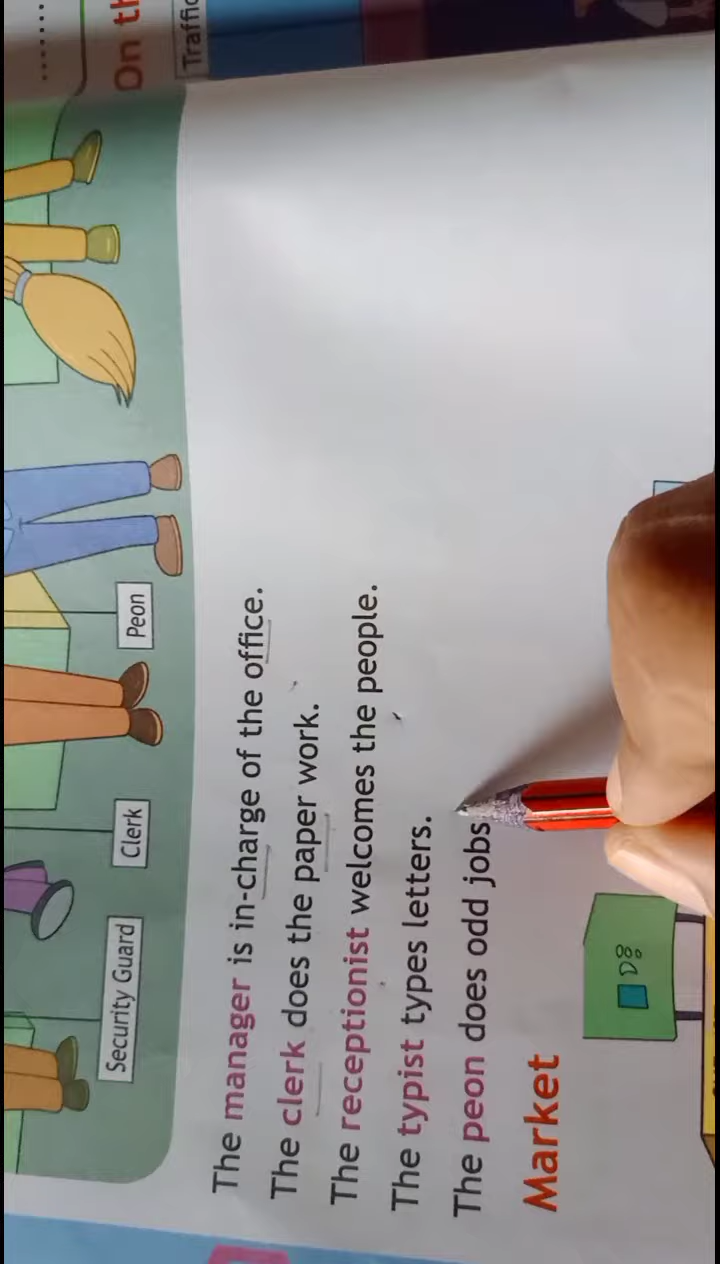 Security Guard
Clerk
Peon
The manager is in-charge of the office.
The clerk does the paper work.
The receptionist welcomes the people.
The typist types letters.
The peon does odd jobs
Market
On th
Traffic